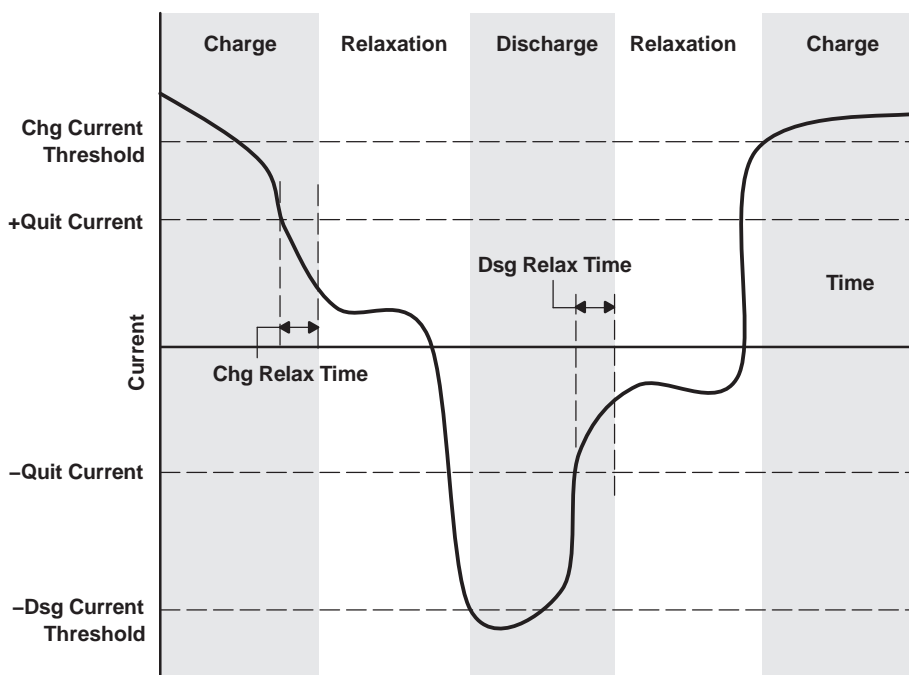 Charge
Relaxation
Discharge
Relaxation
Charge
Chg Current
Threshold
+Quit Current
Dsg Relax Time
Time
Current
Chg Relax Time
−Quit Current
−Dsg Current
Threshold